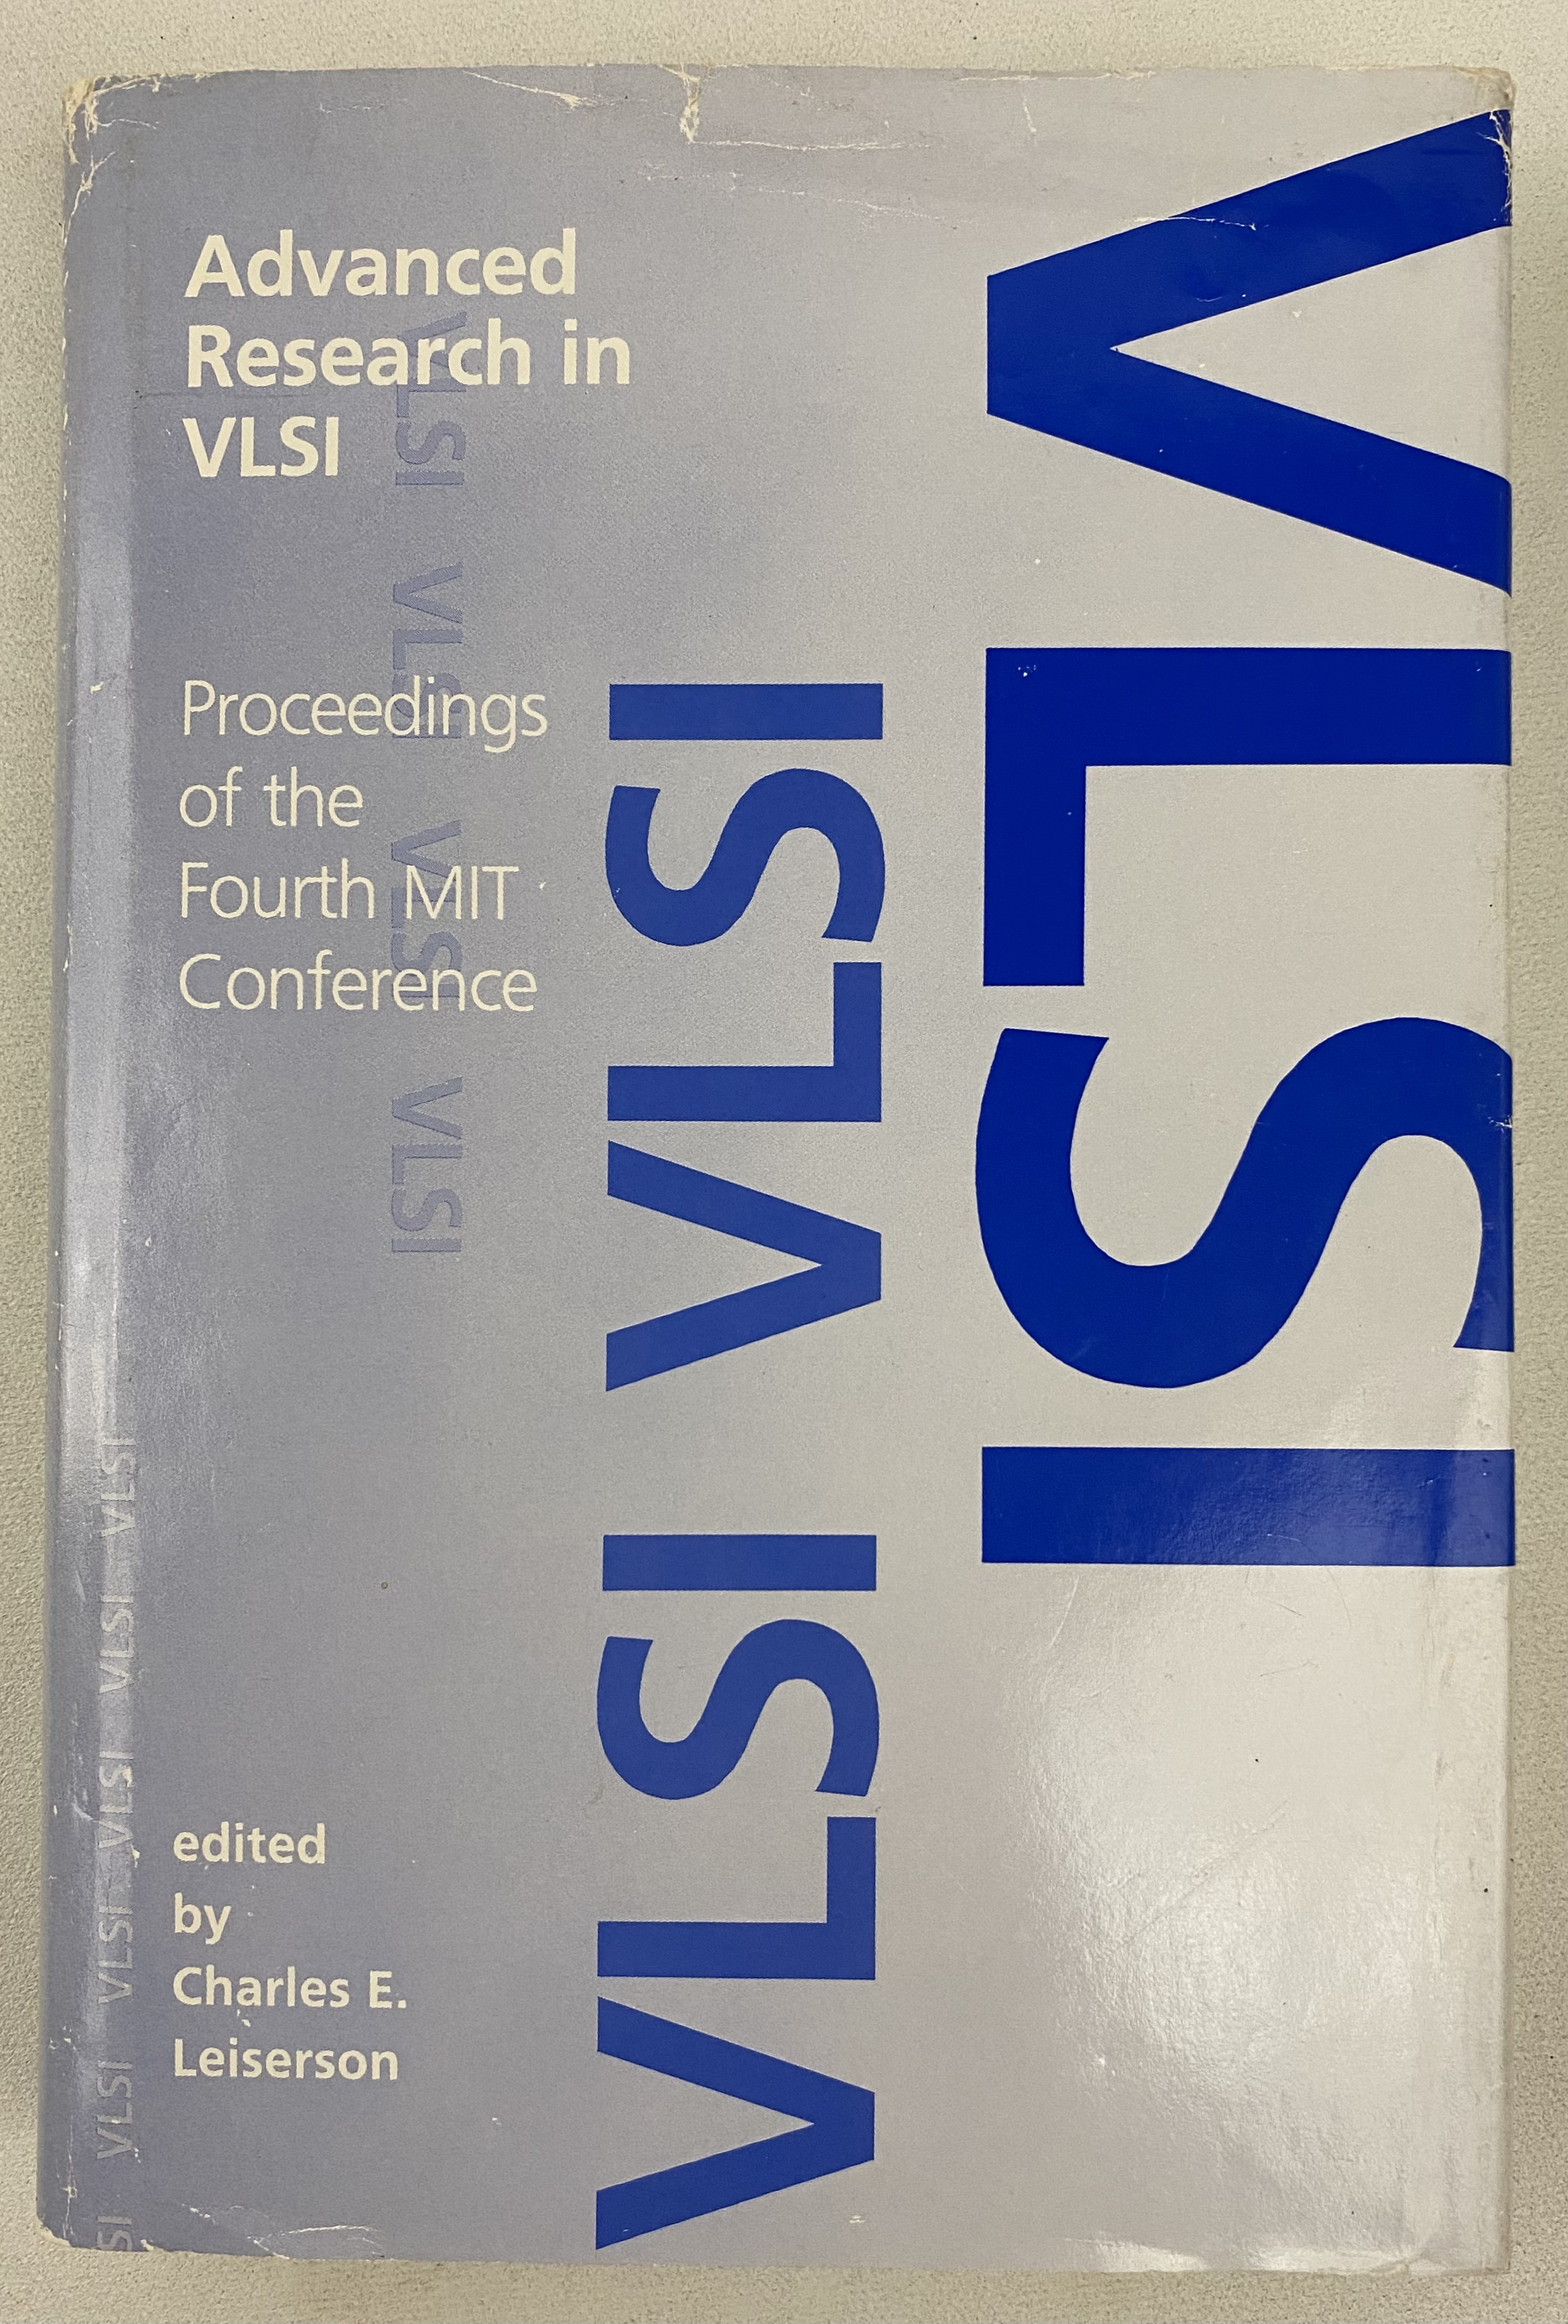 Advanced
Research in
VLSI
Proceedings
of the
Fourth MIT
Conference
edited
by
Charles E.
Leiserson
VLSI VLSI VLSI VLSI
VLSI VLSI
VLSI
SI VLSI VLSI VLSI VLSI VLSI